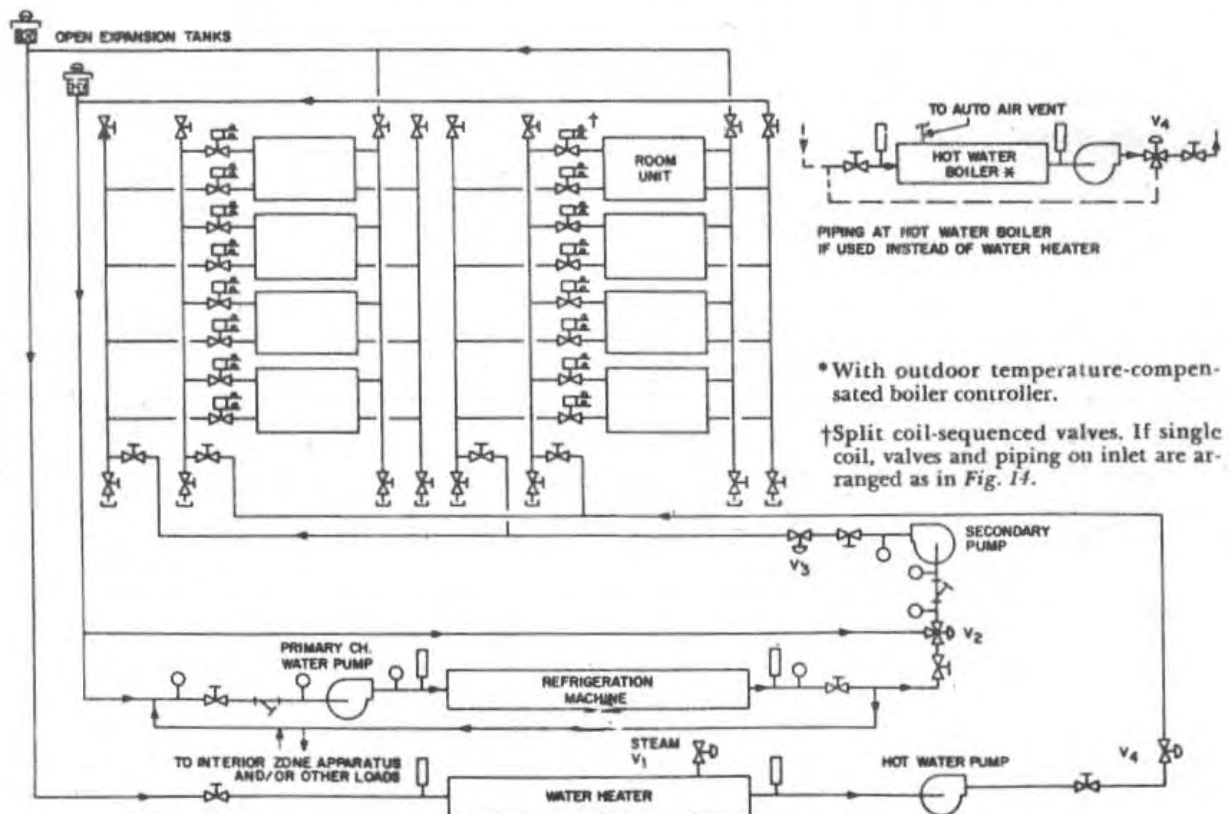 OPEN EXPANSION TANKS
TO AUTO AIR VENT
V4
HOT WATER
BOILER *
PIPING AT HOT WATER BOILER
IF USED INSTEAD OF WATER HEATER
†
ROOM
UNIT
*With outdoor temperature-compen-
sated boiler controller.
†Split coil-sequenced valves. If single
coil, valves and piping on inlet are ar-
ranged as in Fig. 14.
SECONDARY
PUMP
V3
V2
PRIMARY CH.
WATER PUMP
REFRIGERATION
MACHINE
TO INTERIOR ZONE APPARATUS
AND/OR OTHER LOADS
STEAM
V1
HOT WATER PUMP
V4
WATER HEATER